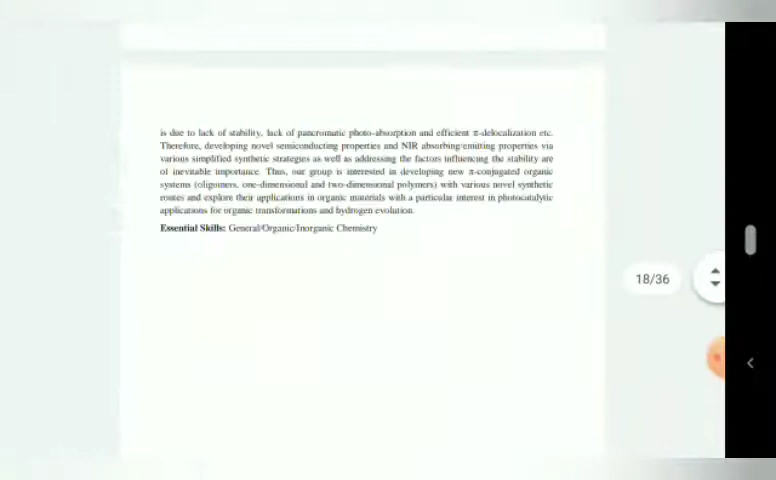 is due to lack of stability, lack of pancromatic photo-absorption and efficient π-delocalization etc.
Therefore, developing novel semiconducting properties and NIR absorbing/emitting properties via
various simplified synthetic strategies as well as addressing the factors influencing the stability are
of inevitable importance. Thus, our group is interested in developing new π-conjugated organic
systems (oligomers, one-dimensional and two-dimensional polymers) with various novel synthetic
routes and explore their applications in organic materials with a particular interest in photocatalytic
applications for organic transformations and hydrogen evolution.
Essential Skills: General/Organic/Inorganic Chemistry
18/36